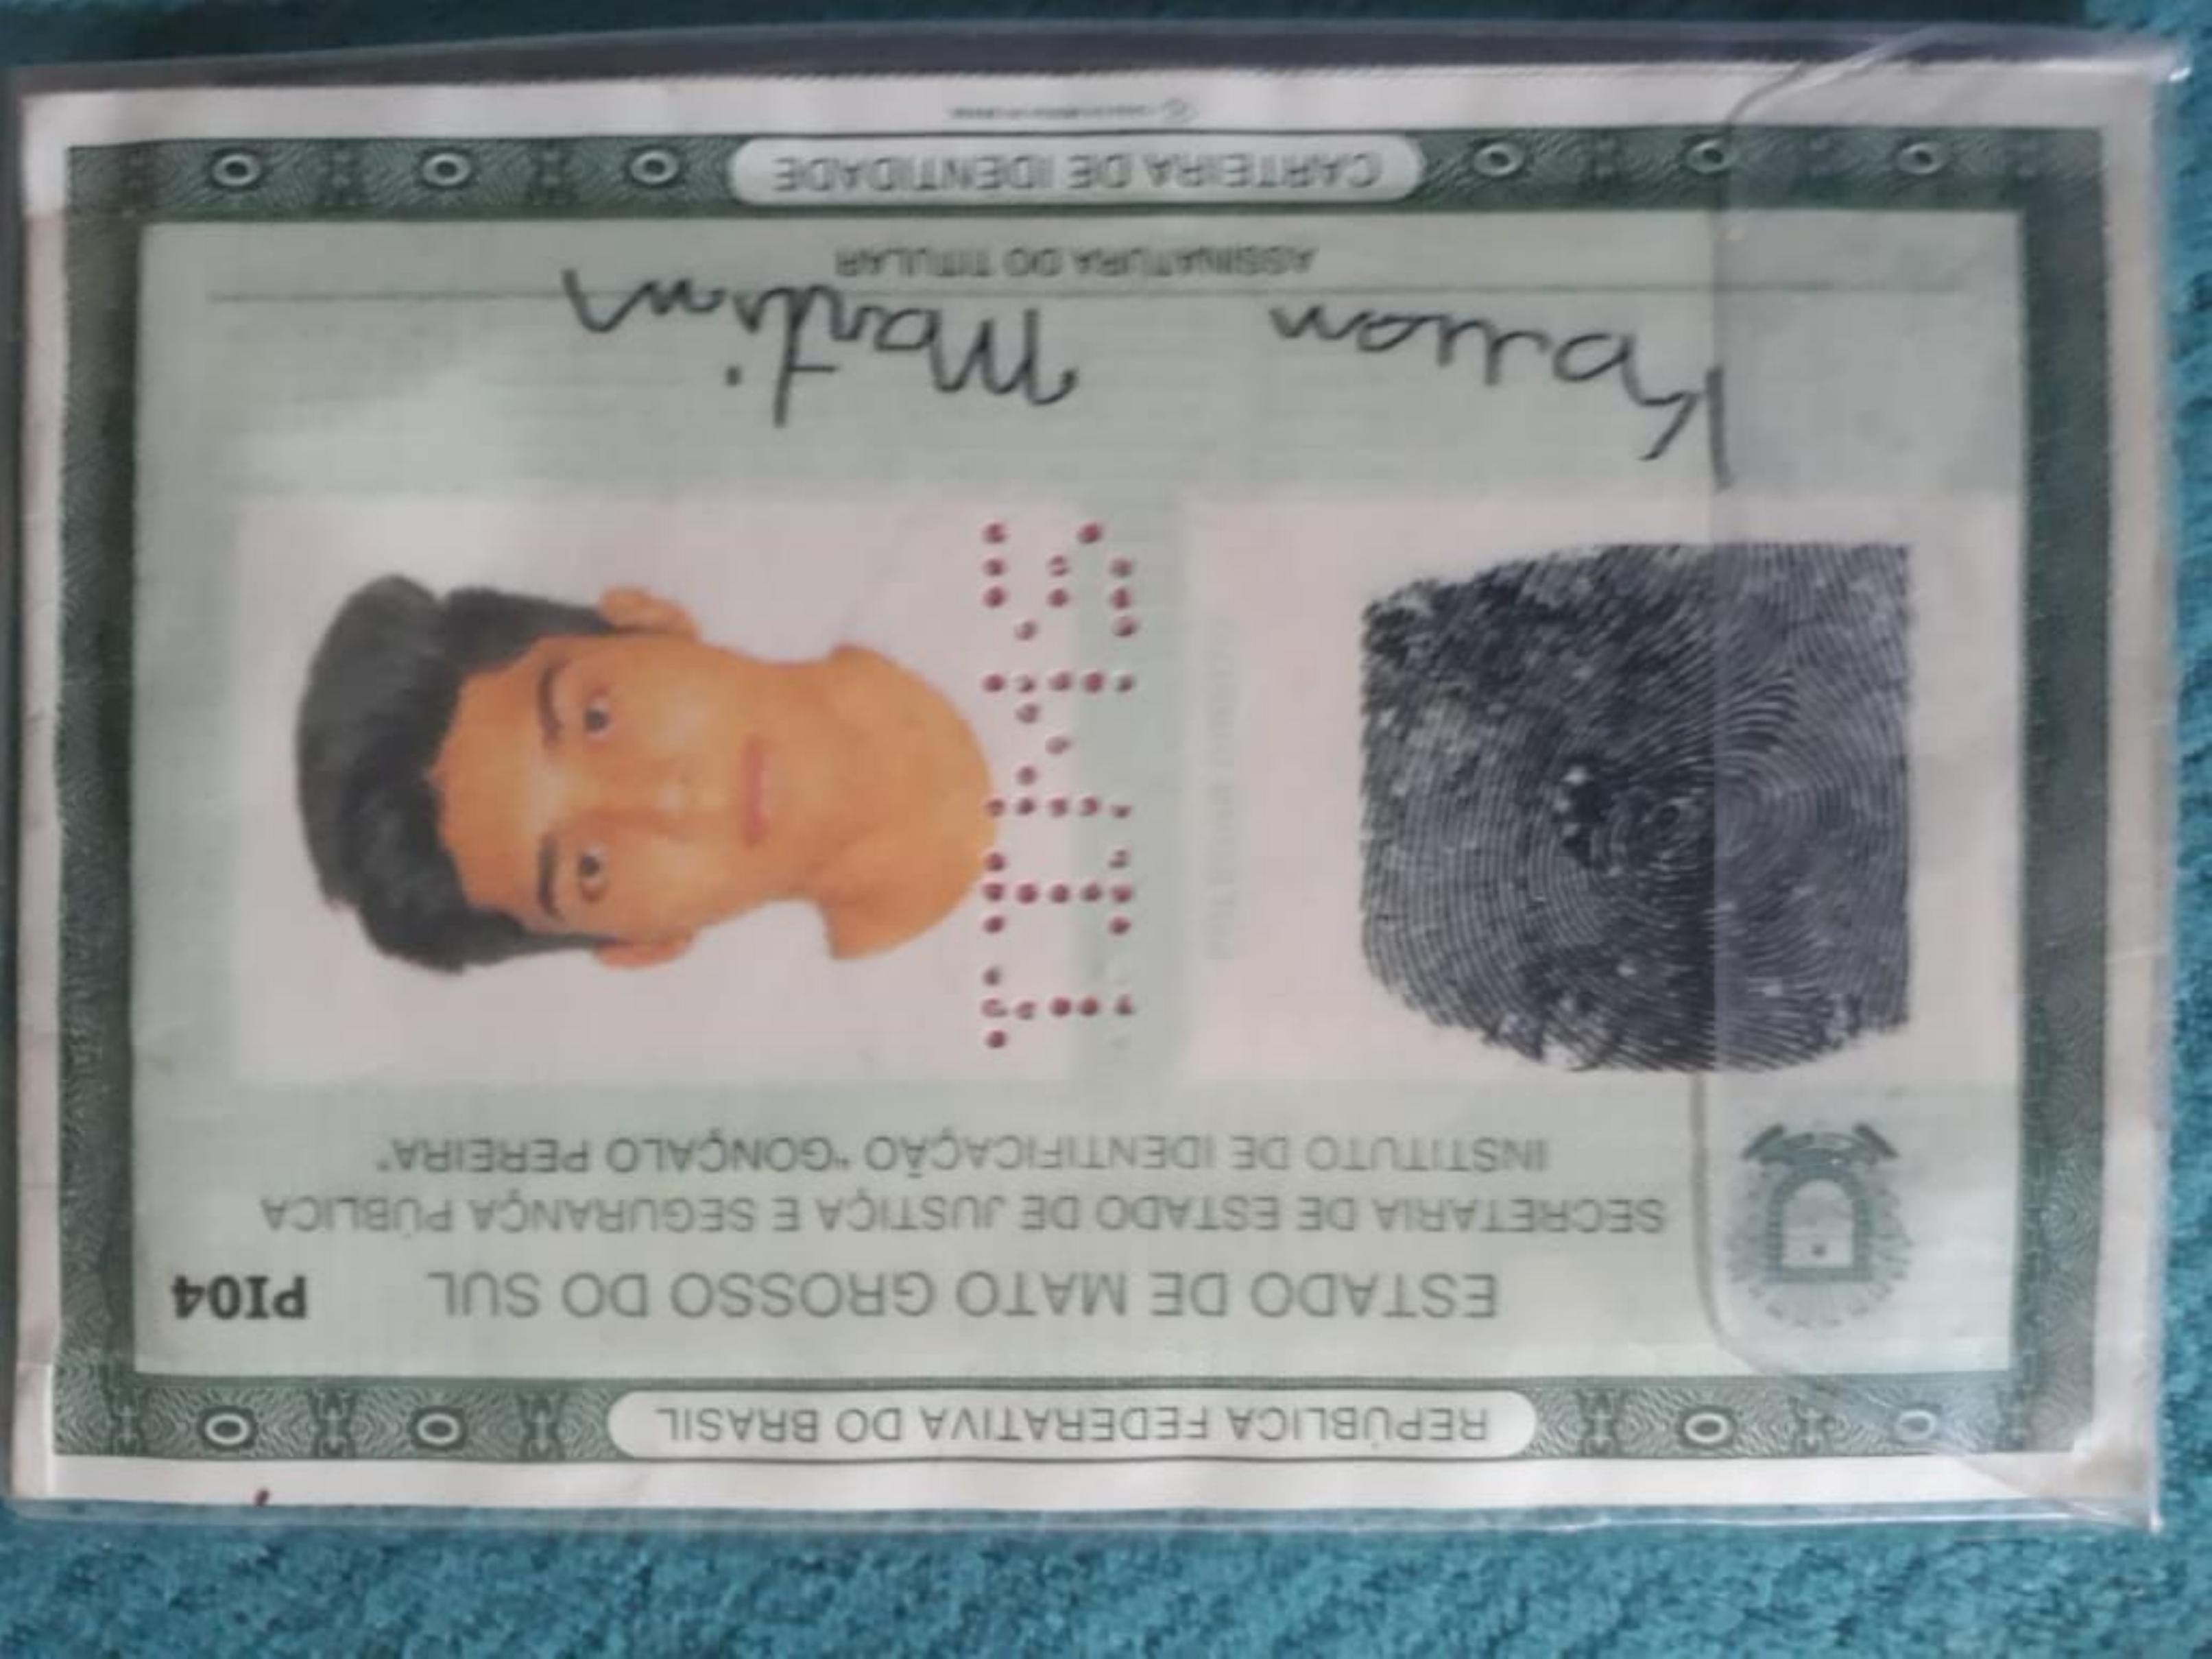 REPÚBLICA FEDERATIVA DO BRASIL
ESTADO DE MATO GROSSO DO SUL PI04
SECRETARIA DE ESTADO DE JUSTIÇA E SEGURANÇA PÚBLICA
INSTITUTO DE IDENTIFICAÇÃO "GONÇALO PEREIRA"
Martins
ASSINATURA DO TITULAR
CARTEIRA DE IDENTIDADE